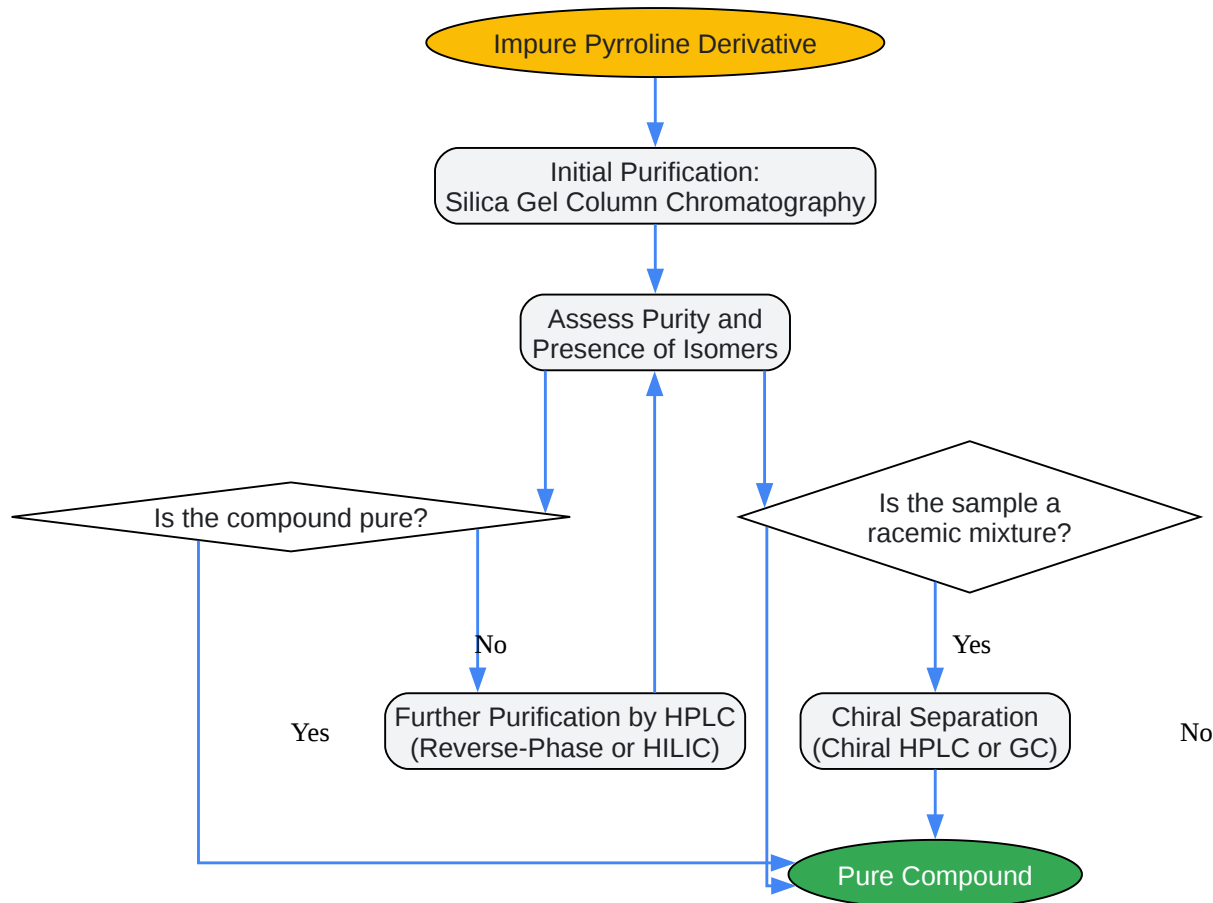 Impure Pyrroline Derivative
Initial Purification:
Silica Gel Column Chromatography
Assess Purity and
Presence of Isomers
Is the compound pure?
Is the sample a
racemic mixture?
No
Yes
Further Purification by HPLC
(Reverse-Phase or HILIC)
Chiral Separation
(Chiral HPLC or GC)
Yes
No
Pure Compound